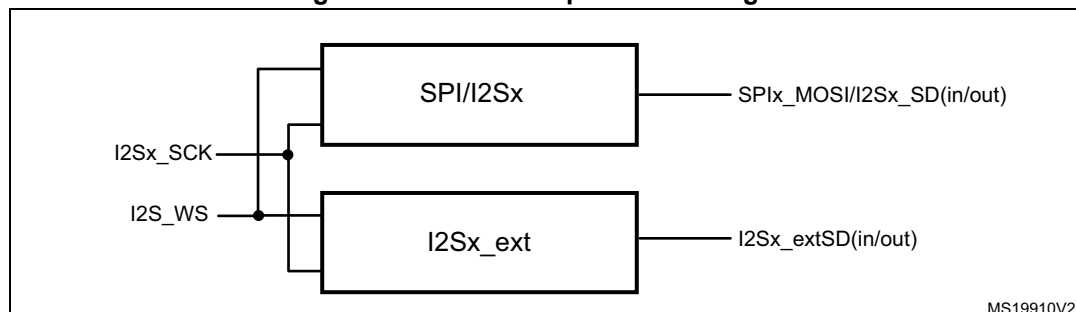 SPI/I2Sx
SPIx_MOSI/I2Sx_SD(in/out)
I2Sx_SCK
I2S_WS
I2Sx_ext
I2Sx_extSD(in/out)
MS19910V2